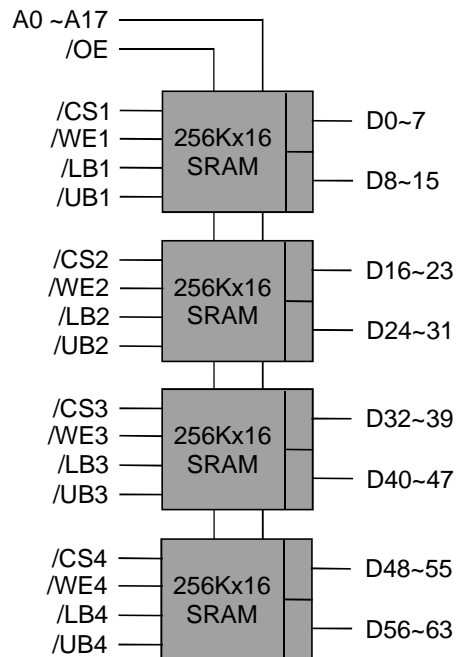 A0 ~A17
/OE
/CS1
/WE1
/LB1
/UB1
256Kx16
SRAM
D0~7
D8~15
/CS2
/WE2
/LB2
/UB2
256Kx16
SRAM
D16~23
D24~31
/CS3
/WE3
/LB3
/UB3
256Kx16
SRAM
D32~39
D40~47
/CS4
/WE4
/LB4
/UB4
256Kx16
SRAM
D48~55
D56~63